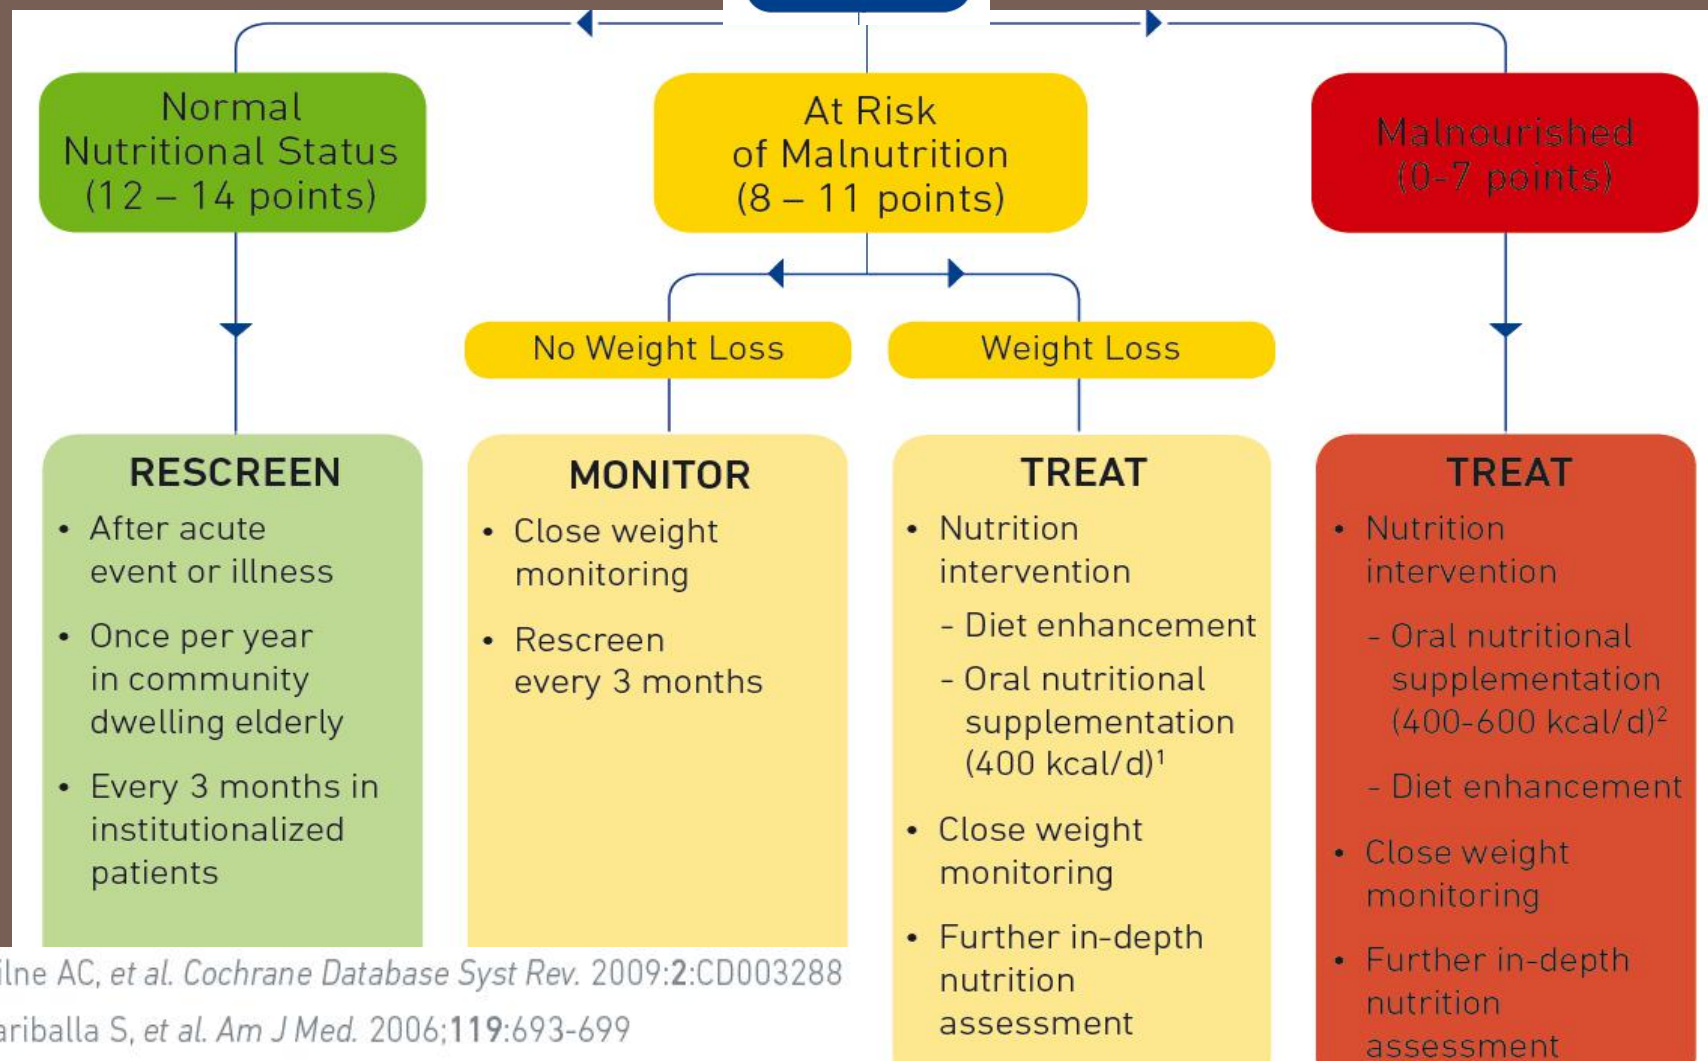 Normal
Nutritional Status
(12 – 14 points)
At Risk
of Malnutrition
(8 – 11 points)
Malnourished
(0-7 points)
No Weight Loss
Weight Loss
RESCREEN
• After acute
event or illness
• Once per year
in community
dwelling elderly
• Every 3 months in
institutionalized
patients
MONITOR
• Close weight
monitoring
• Rescreen
every 3 months
TREAT
• Nutrition
intervention
- Diet enhancement
- Oral nutritional
supplementation
(400 kcal/d)¹
• Close weight
monitoring
• Further in-depth
nutrition
assessment
TREAT
• Nutrition
intervention
- Oral nutritional
supplementation
(400-600 kcal/d)²
- Diet enhancement
• Close weight
monitoring
• Further in-depth
nutrition
assessment
ilne AC, et al. Cochrane Database Syst Rev. 2009:2:CD003288
ariballa S, et al. Am J Med. 2006;119:693-699